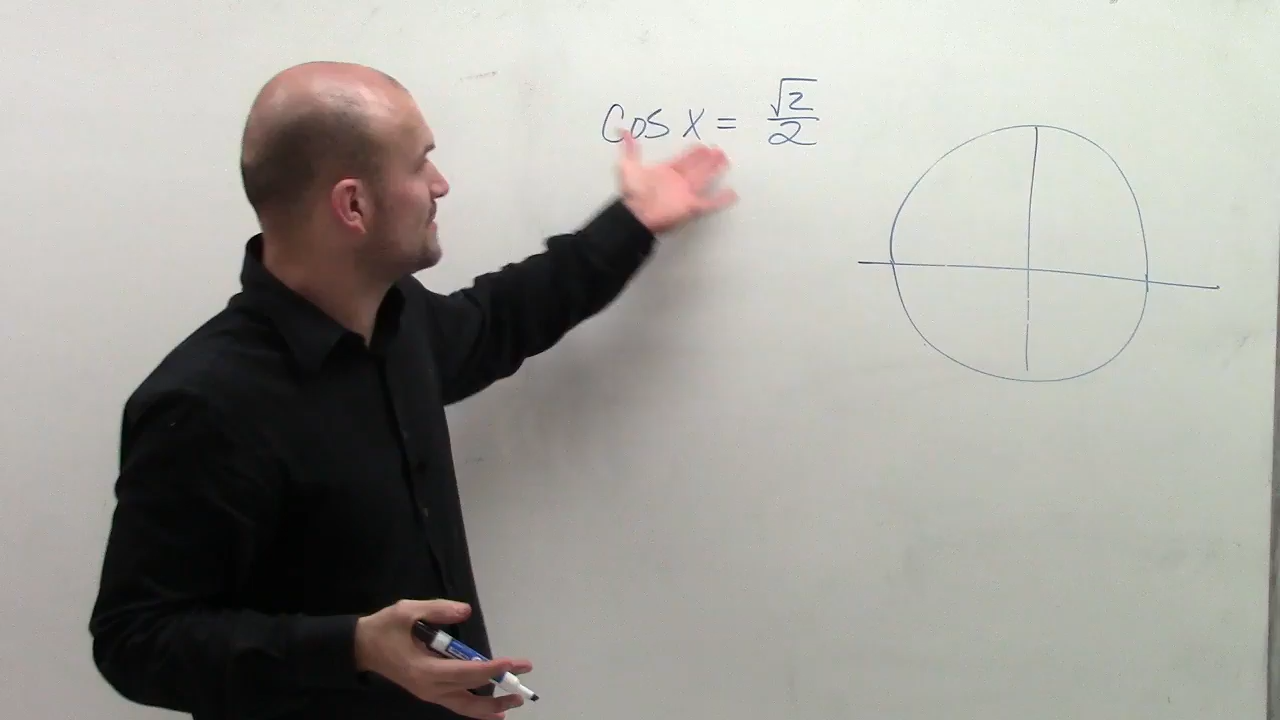 Cos x = √2/2